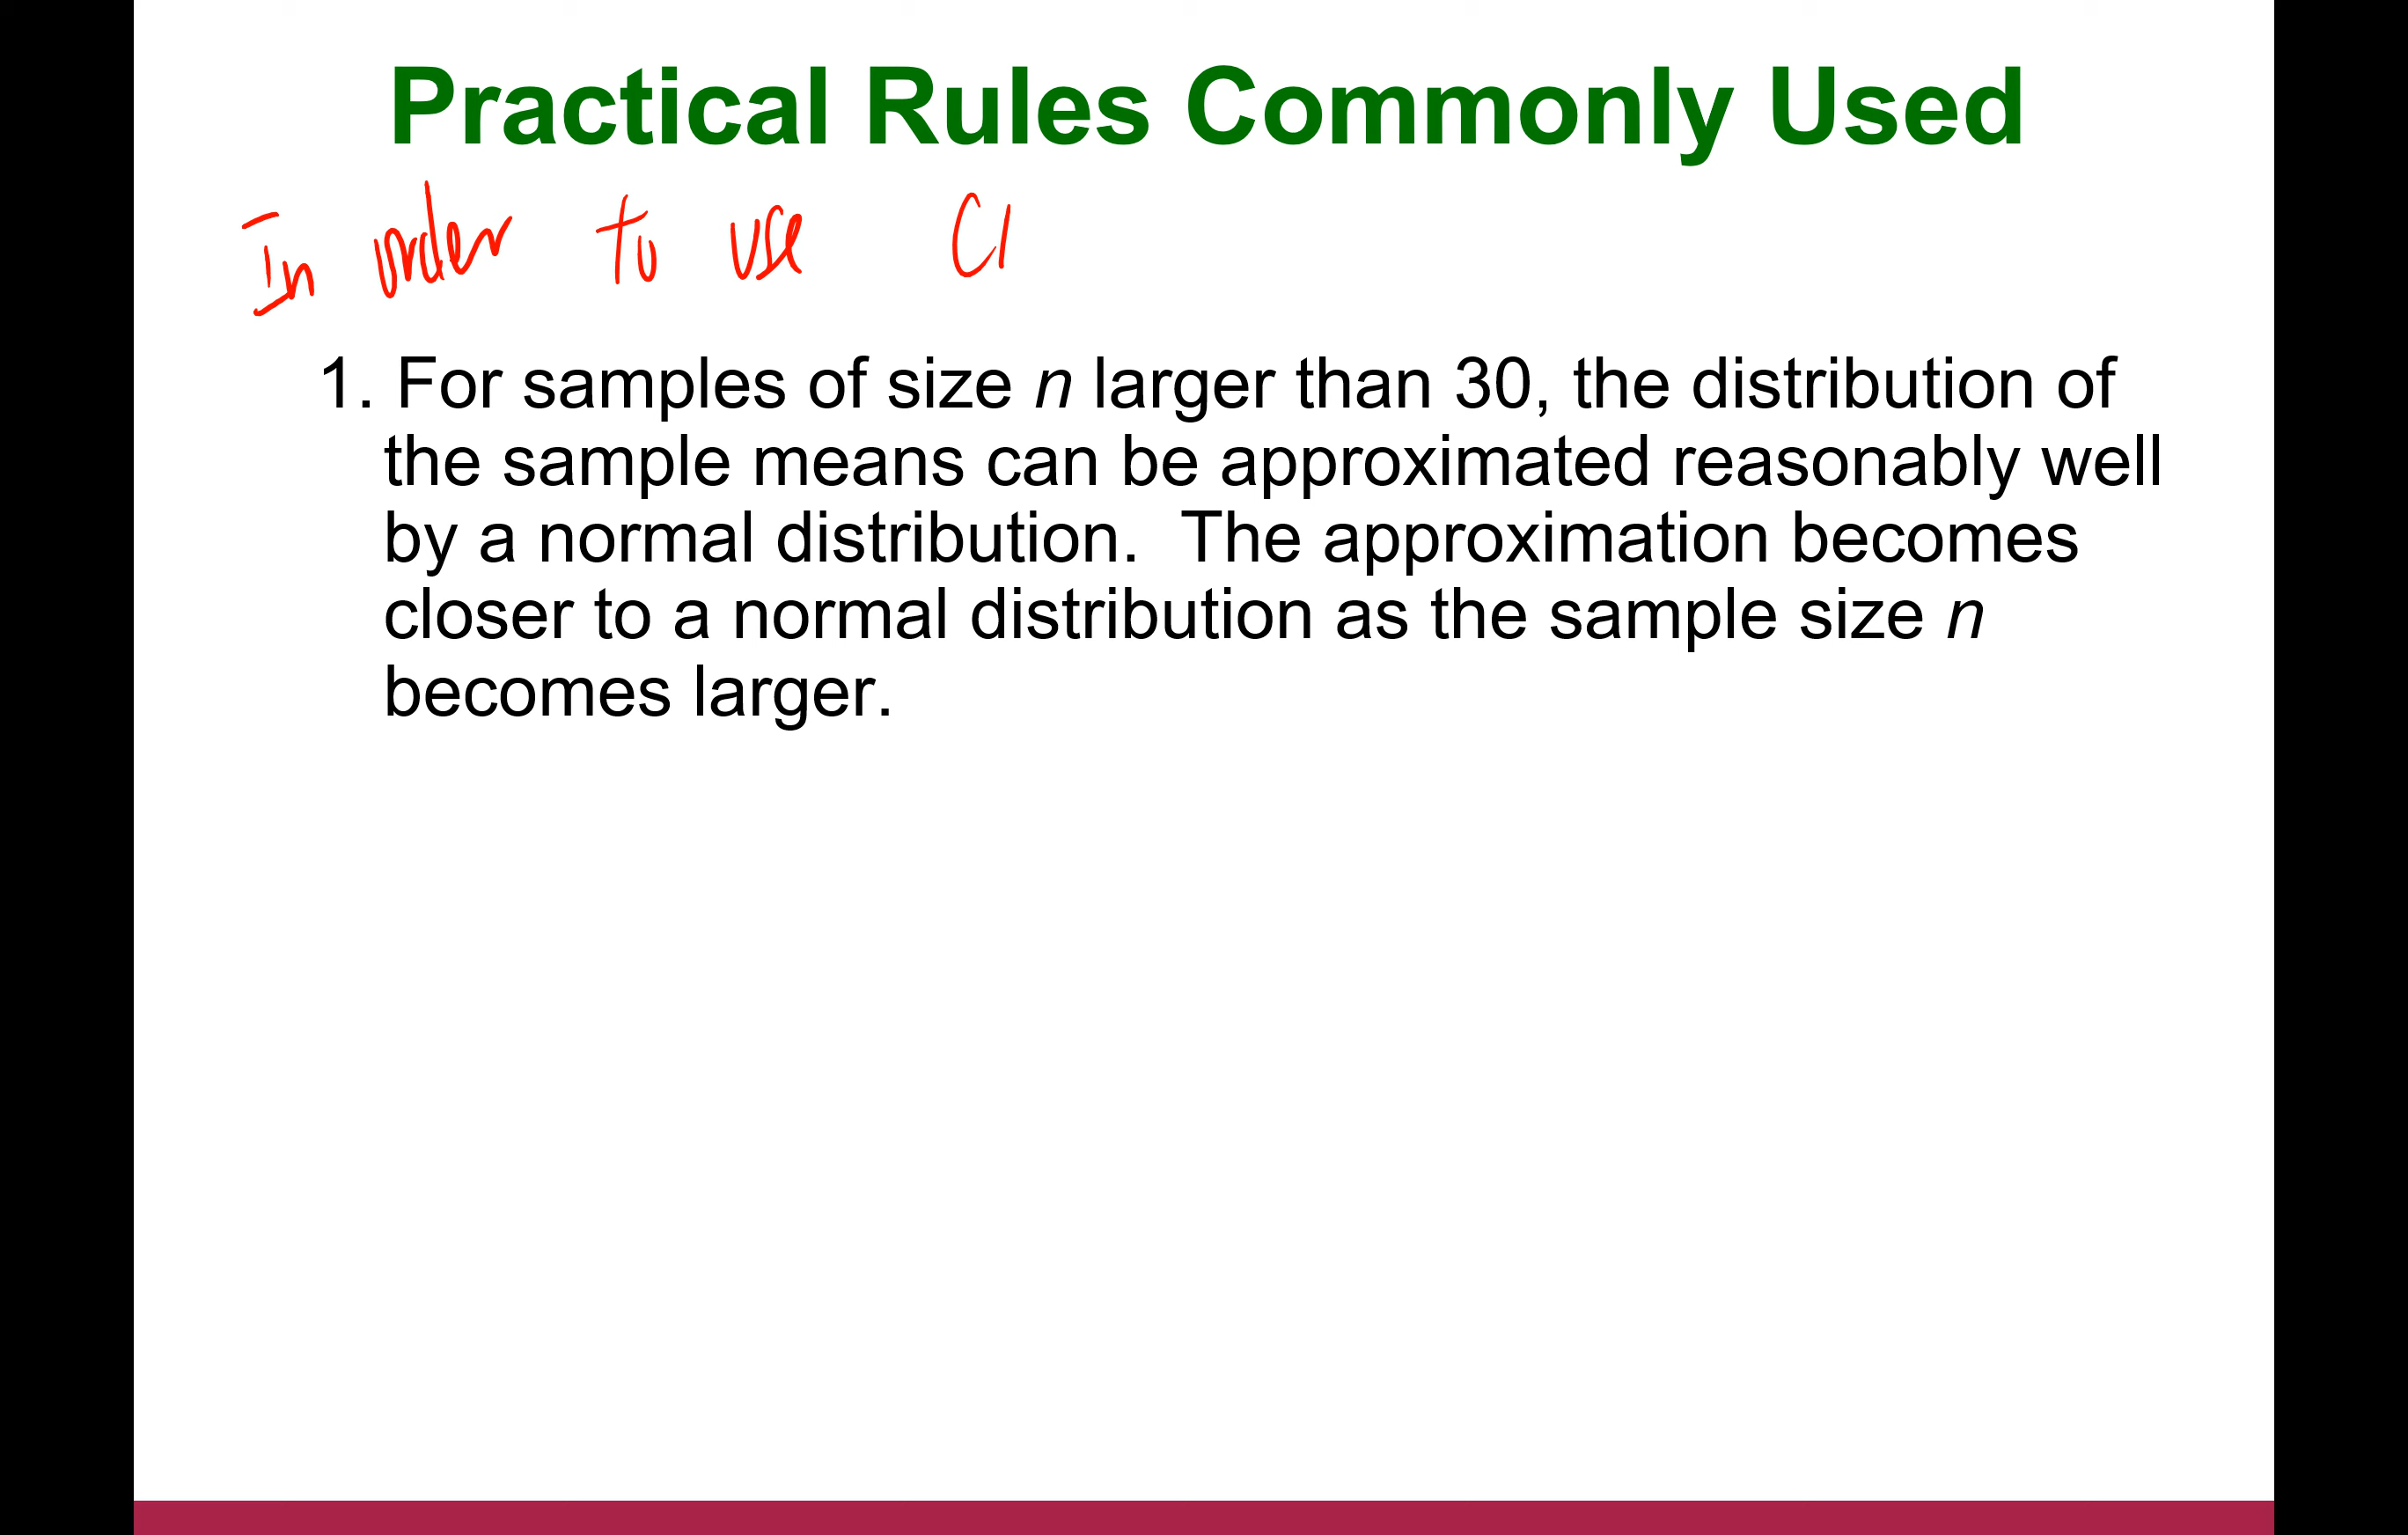 Practical Rules Commonly Used
In order to use Cl
1. For samples of size n larger than 30, the distribution of
the sample means can be approximated reasonably well
by a normal distribution. The approximation becomes
closer to a normal distribution as the sample size n
becomes larger.